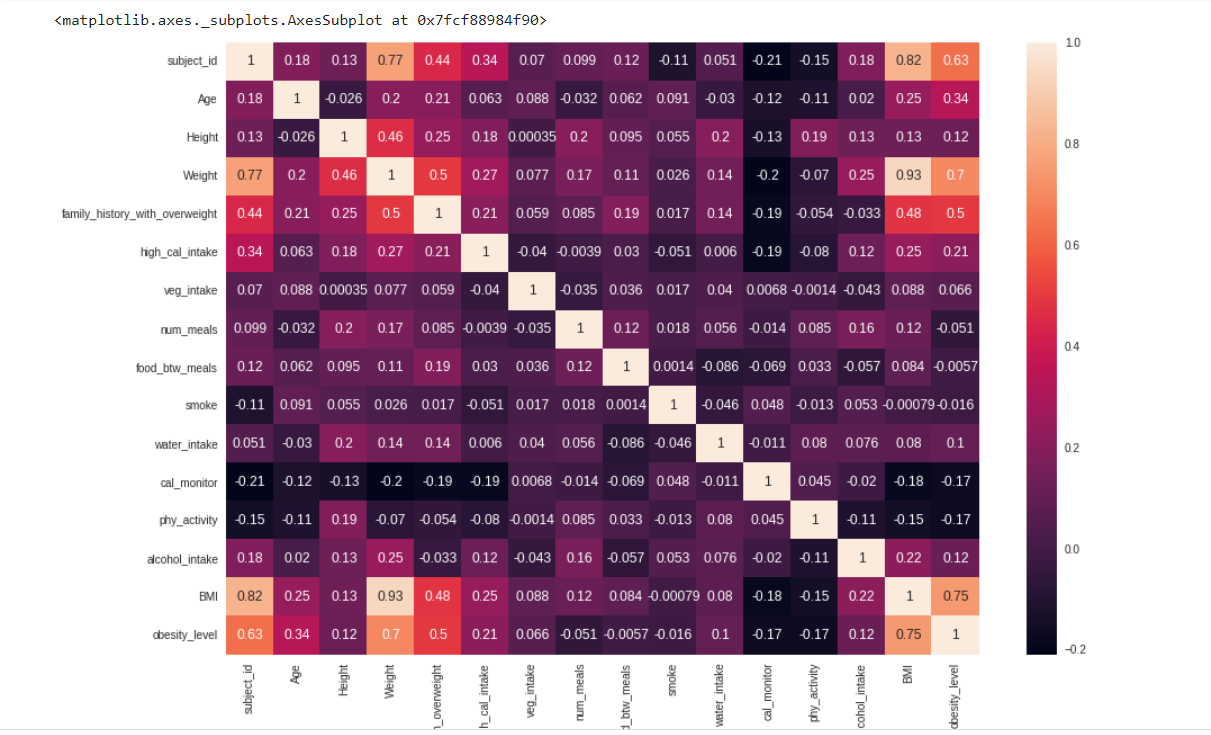 <matplotlib.axes._subplots.AxesSubplot at 0x7fcf88984f90>
subject_id 1 0.18 0.13 0.77 0.44 0.34 0.07 0.099 0.12 -0.11 0.051 -0.21 -0.15 0.18 0.82 0.63
Age 0.18 1 -0.026 0.2 0.21 0.063 0.088 -0.032 0.062 0.091 -0.03 -0.12 -0.11 0.02 0.25 0.34
Height 0.13 -0.026 1 0.46 0.25 0.18 0.00035 0.2 0.095 0.055 0.2 -0.13 0.19 0.13 0.13 0.12
Weight 0.77 0.2 0.46 1 0.5 0.27 0.077 0.17 0.11 0.026 0.14 -0.2 -0.07 0.25 0.93 0.7
family_history_with_overweight 0.44 0.21 0.25 0.5 1 0.21 0.059 0.085 0.19 0.017 0.14 -0.19 -0.054 -0.033 0.48 0.5
high_cal_intake 0.34 0.063 0.18 0.27 0.21 1 -0.04 -0.0039 0.03 -0.051 0.006 -0.19 -0.08 0.12 0.25 0.21
veg_intake 0.07 0.088 0.00035 0.077 0.059 -0.04 1 -0.035 0.036 0.017 0.04 0.0068 -0.0014 -0.043 0.088 0.066
num_meals 0.099 -0.032 0.2 0.17 0.085 -0.0039 -0.035 1 0.12 0.018 0.056 -0.014 0.085 0.16 0.12 -0.051
food_btw_meals 0.12 0.062 0.095 0.11 0.19 0.03 0.036 0.12 1 0.0014 -0.086 -0.069 0.033 -0.057 0.084 -0.0057
smoke -0.11 0.091 0.055 0.026 0.017 -0.051 0.017 0.018 0.0014 1 -0.046 0.048 -0.013 0.053 -0.00079 -0.016
water_intake 0.051 -0.03 0.2 0.14 0.14 0.006 0.04 0.056 -0.086 -0.046 1 -0.011 0.08 0.076 0.08 0.1
cal_monitor -0.21 -0.12 -0.13 -0.2 -0.19 -0.19 0.0068 -0.014 -0.069 0.048 -0.011 1 0.045 -0.02 -0.18 -0.17
phy_activity -0.15 -0.11 0.19 -0.07 -0.054 -0.08 -0.0014 0.085 0.033 -0.013 0.08 0.045 1 -0.11 -0.15 -0.17
alcohol_intake 0.18 0.02 0.13 0.25 -0.033 0.12 -0.043 0.16 -0.057 0.053 0.076 -0.02 -0.11 1 0.22 0.12
BMI 0.82 0.25 0.13 0.93 0.48 0.25 0.088 0.12 0.084 -0.00079 0.08 -0.18 -0.15 0.22 1 0.75
obesity_level 0.63 0.34 0.12 0.7 0.5 0.21 0.066 -0.051 -0.0057 -0.016 0.1 -0.17 -0.17 0.12 0.75 1
subject_id
Age
Height
Weight
_overweight
_cal_intake
veg_intake
num_meals
_btw_meals
smoke
water_intake
cal_monitor
phy_activity
cohol_intake
BMI
obesity_level
1.0
0.8
0.6
0.4
0.2
0.0
−0.2